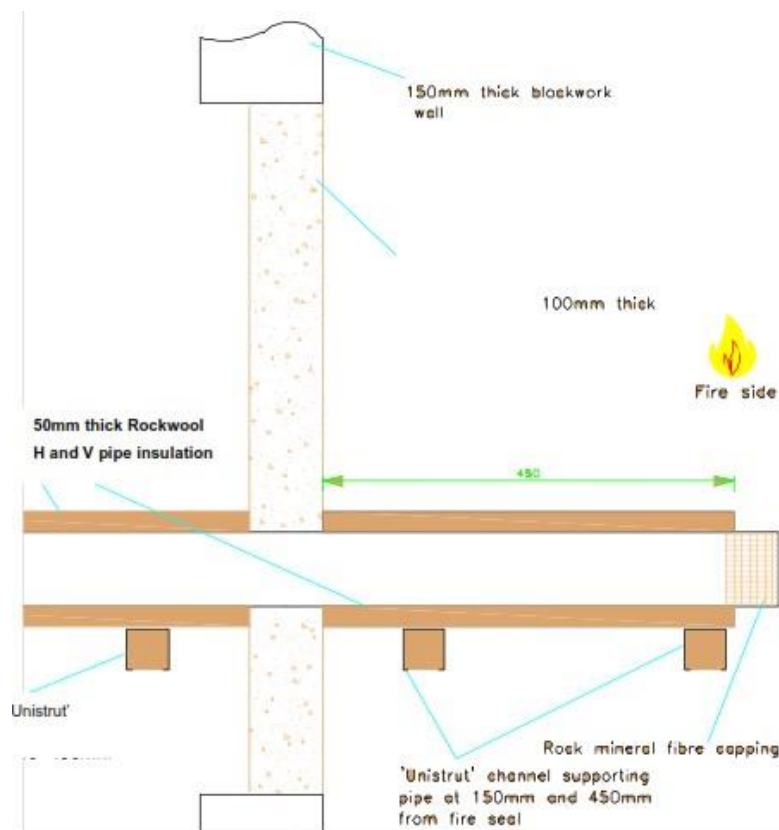 150mm thick blockwork
wall
100mm thick
Fire side
50mm thick Rockwool
H and V pipe insulation
450
Unistrut'
Rock mineral fibre capping
'Unistrut' channel supporting
pipe at 150mm and 450mm
from fire seal